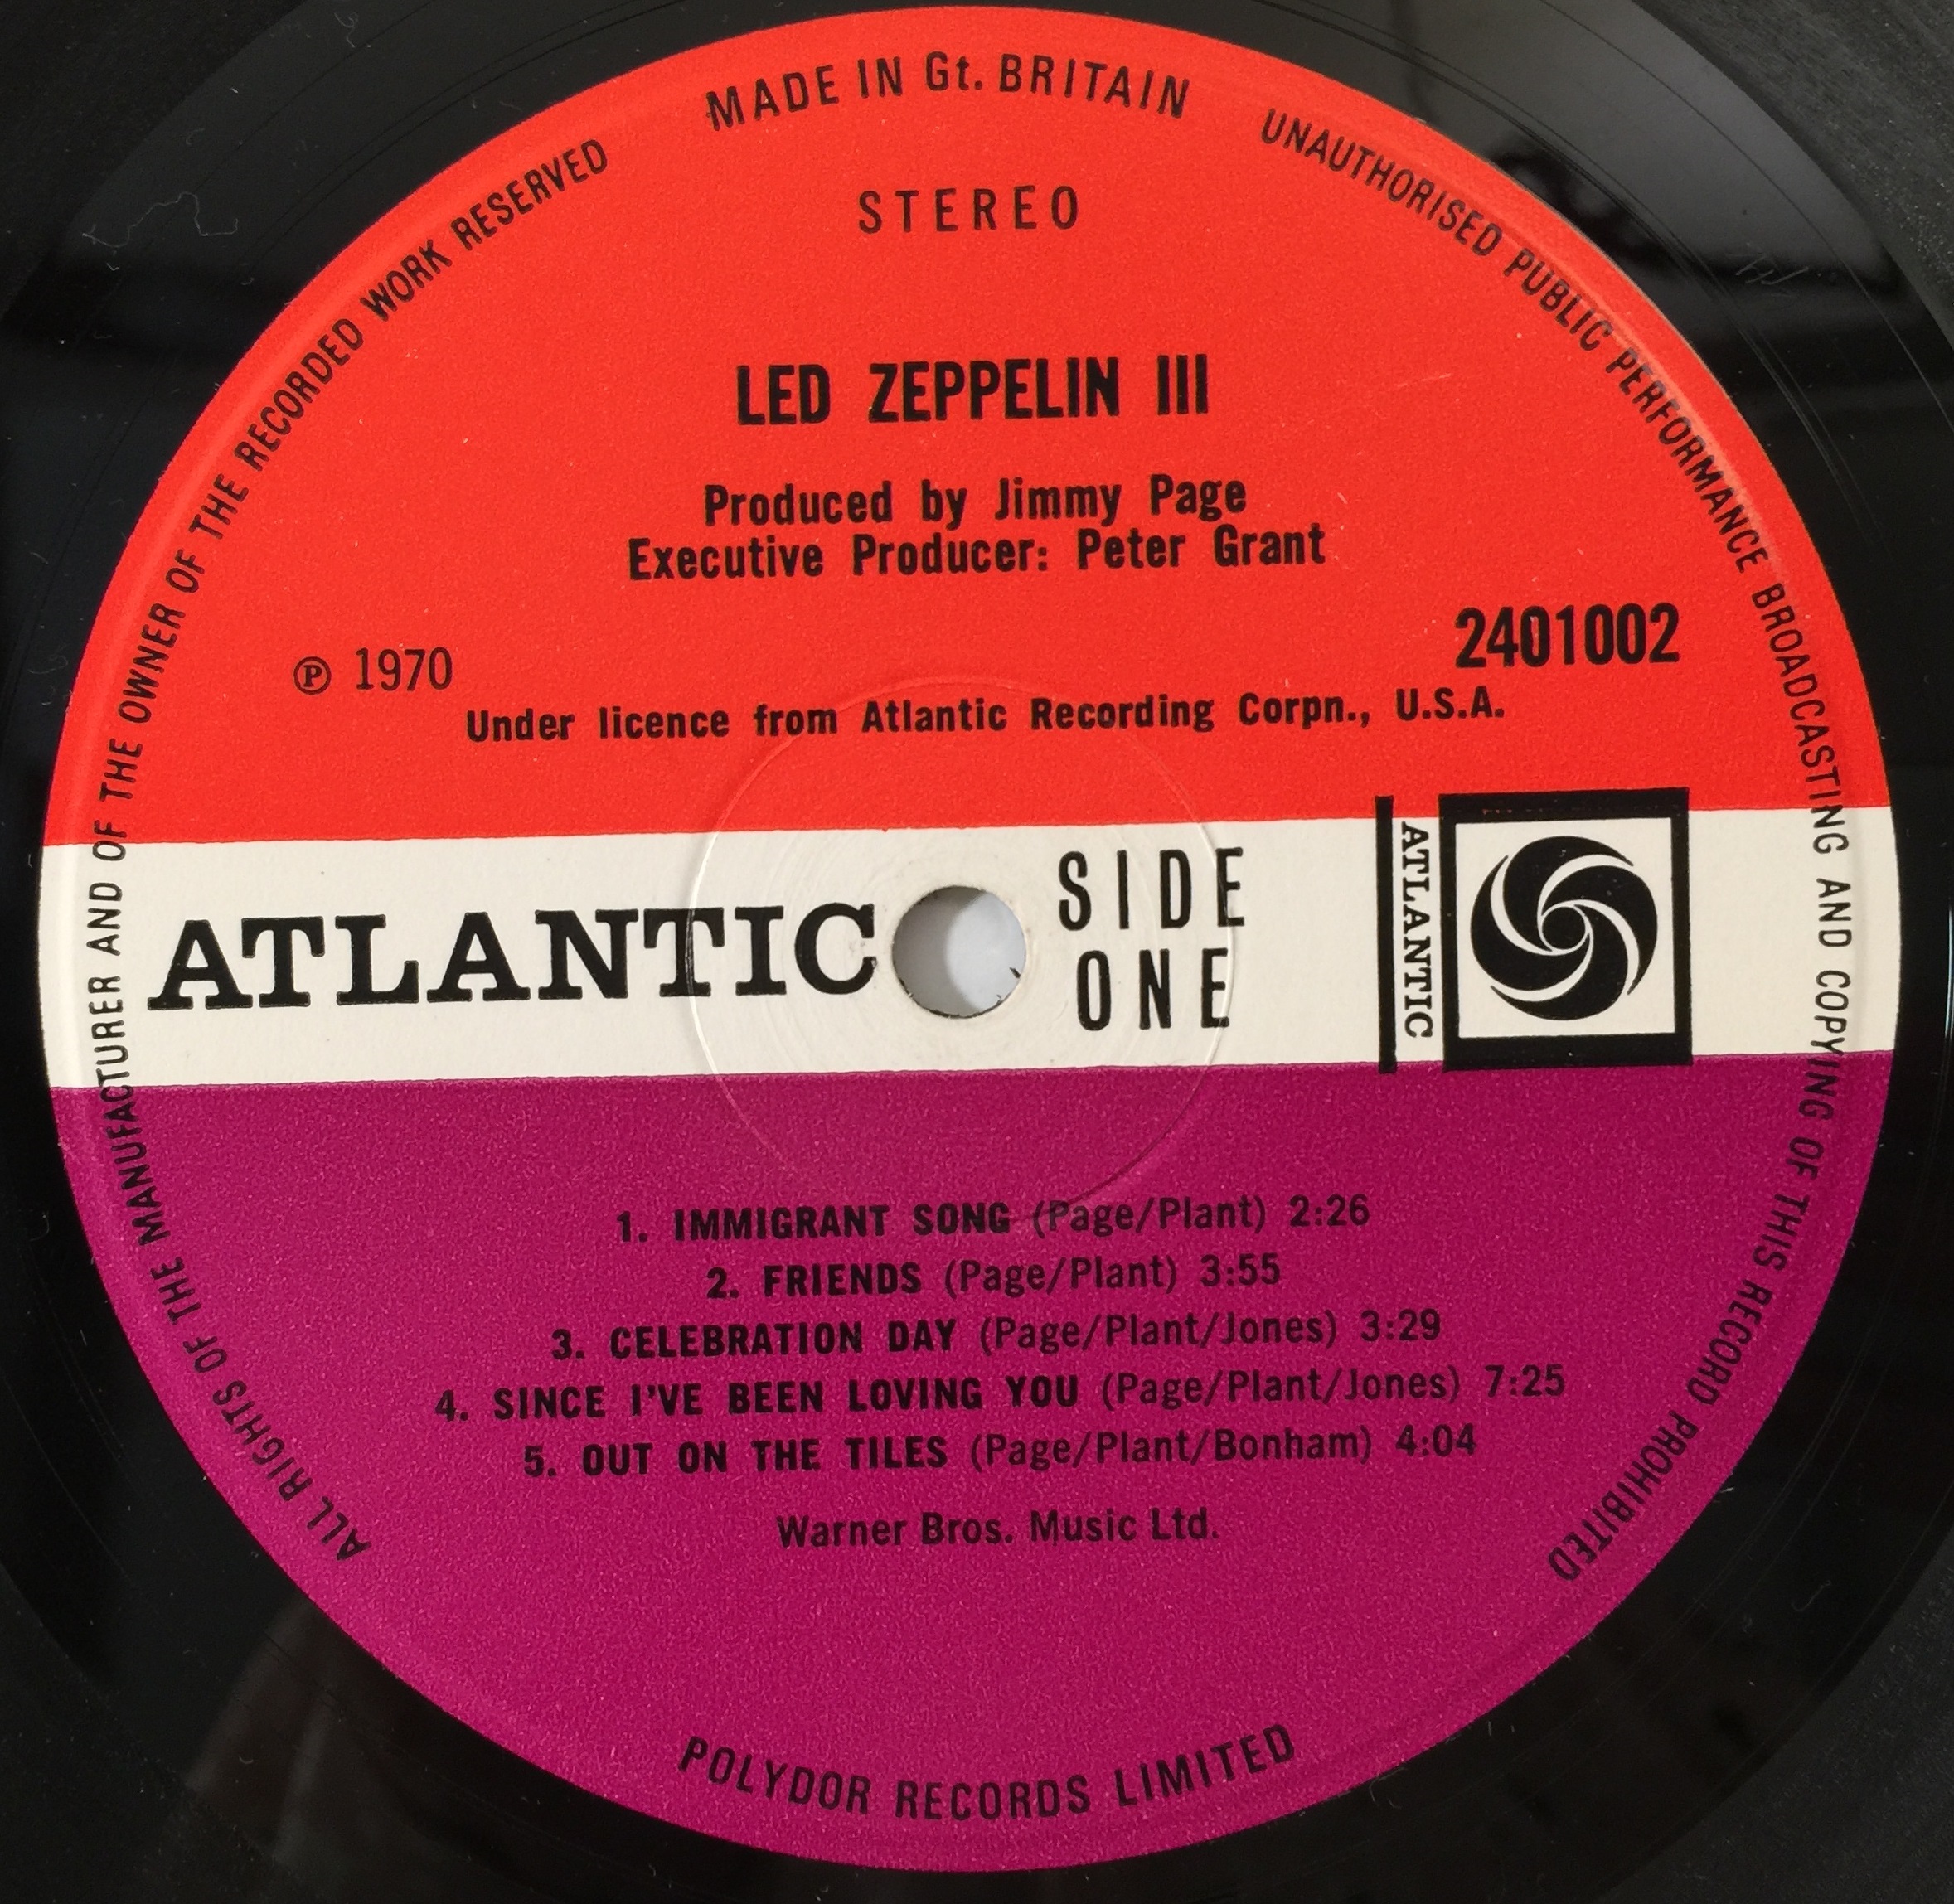 MADE IN Gt. BRITAIN
UNAUTHORISED PUBLIC PERFORMANCE BROADCASTING AND COPYING OF THIS RECORD PROHIBITED
ALL RIGHTS OF THE MANUFACTURER AND OF THE OWNER OF THE RECORDED WORK RESERVED
STEREO
LED ZEPPELIN III
Produced by Jimmy Page
Executive Producer: Peter Grant
2401002
℗ 1970
Under licence from Atlantic Recording Corpn., U.S.A.
ATLANTIC
SIDE
ONE
ATLANTIC
1. IMMIGRANT SONG (Page/Plant) 2:26
2. FRIENDS (Page/Plant) 3:55
3. CELEBRATION DAY (Page/Plant/Jones) 3:29
4. SINCE I'VE BEEN LOVING YOU (Page/Plant/Jones) 7:25
5. OUT ON THE TILES (Page/Plant/Bonham) 4:04
Warner Bros. Music Ltd.
POLYDOR RECORDS LIMITED